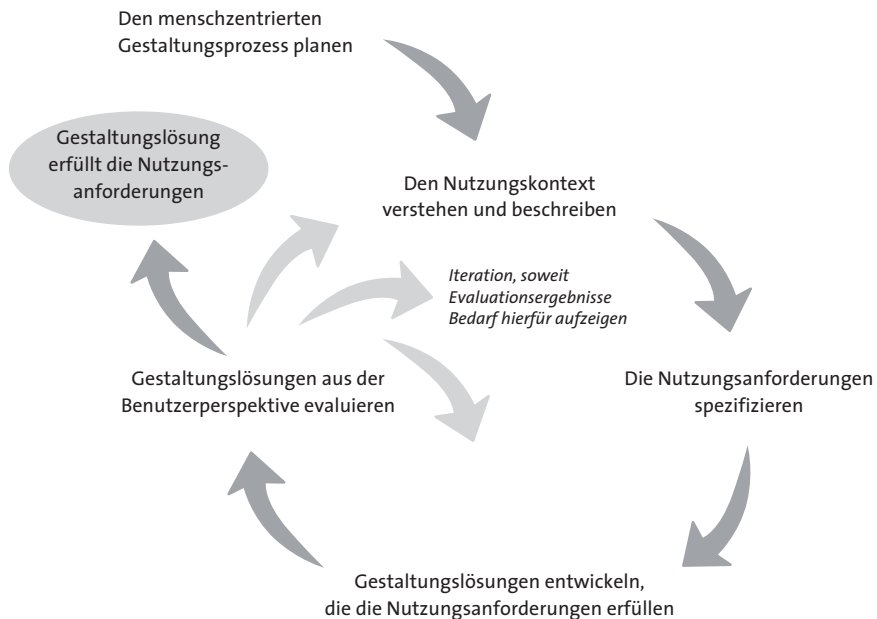 Den menschzentrierten
Gestaltungsprozess planen
Gestaltungslösung
erfüllt die Nutzungs-
anforderungen
Den Nutzungskontext
verstehen und beschreiben
Iteration, soweit
Evaluationsergebnisse
Bedarf hierfür aufzeigen
Gestaltungslösungen aus der
Benutzerperspektive evaluieren
Die Nutzungsanforderungen
spezifizieren
Gestaltungslösungen entwickeln,
die die Nutzungsanforderungen erfüllen